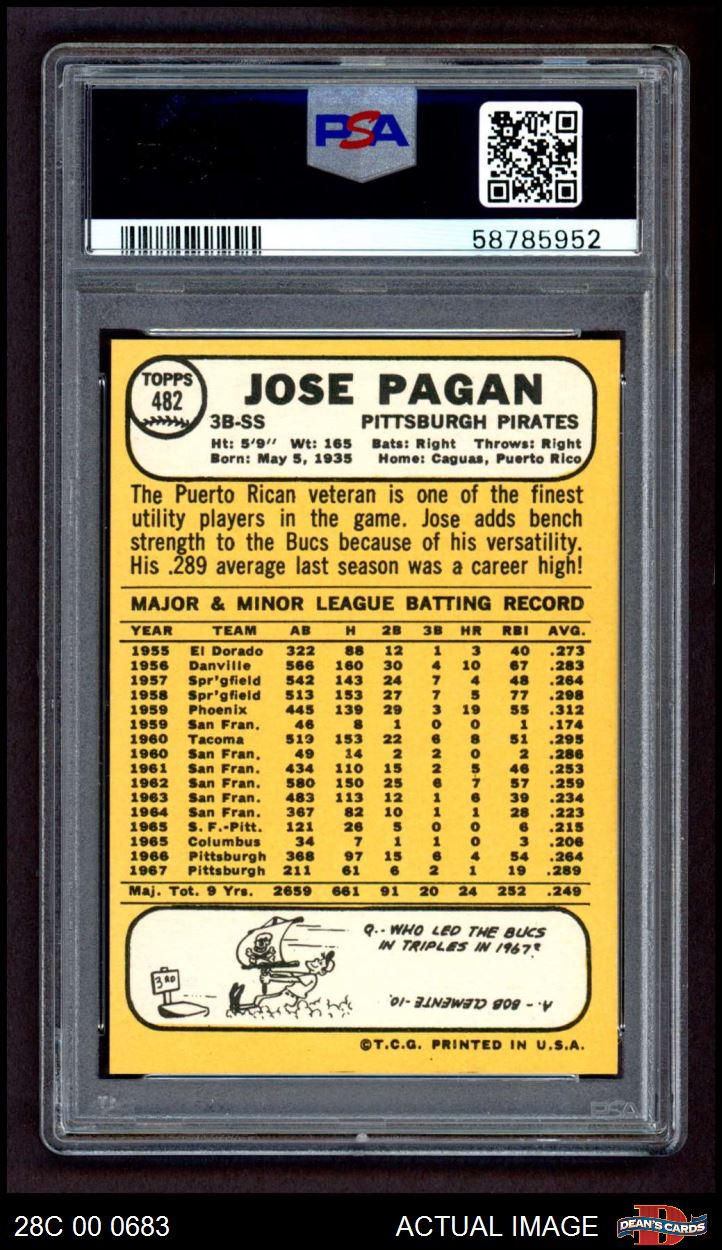 PSA
58785952
TOPPS
482
JOSE PAGAN
3B-SS PITTSBURGH PIRATES
Ht: 5'9" Wt: 165 Bats: Right Throws: Right
Born: May 5, 1935 Home: Caguas, Puerto Rico
The Puerto Rican veteran is one of the finest
utility players in the game. Jose adds bench
strength to the Bucs because of his versatility.
His .289 average last season was a career high!
MAJOR & MINOR LEAGUE BATTING RECORD
YEAR TEAM AB H 2B 3B HR RBI AVG.
1955 El Dorado 322 88 12 1 3 40 .273
1956 Danville 566 160 30 4 10 67 .283
1957 Spr'gfield 542 143 24 7 4 48 .264
1958 Spr'gfield 513 153 27 7 5 77 .298
1959 Phoenix 445 139 29 3 19 55 .312
1959 San Fran. 46 8 1 0 0 1 .174
1960 Tacoma 519 153 22 6 8 51 .295
1960 San Fran. 49 14 2 2 0 2 .286
1961 San Fran. 434 110 15 2 5 46 .253
1962 San Fran. 580 150 25 6 7 57 .259
1963 San Fran. 483 113 12 1 6 39 .234
1964 San Fran. 367 82 10 1 1 28 .223
1965 S. F.-Pitt. 121 26 5 0 0 6 .215
1965 Columbus 34 7 1 1 0 3 .206
1966 Pittsburgh 368 97 15 6 4 54 .264
1967 Pittsburgh 211 61 6 2 1 19 .289
Maj. Tot. 9 Yrs. 2659 661 91 20 24 252 .249
Q.- WHO LED THE BUCS
IN TRIPLES IN 1967?
3RD
A.- BOB CLEMENTE-10.
©T.C.G. PRINTED IN U.S.A.
PSA
28C 00 0683 ACTUAL IMAGE DEAN'S CARDS